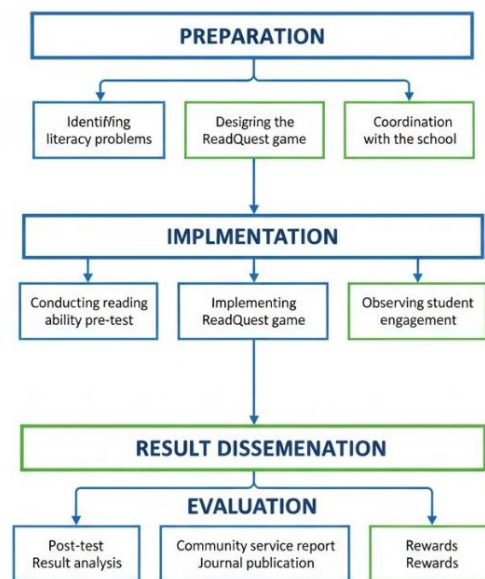 PREPARATION
Identifing
literacy problems
Designing the
ReadQuest game
Coordination
with the school
IMPLMENTATION
Conducting reading
ability pre-test
Implementing
ReadQuest game
Observing student
engagement
RESULT DISSEMENATION
EVALUATION
Post-test
Result analysis
Community service report
Journal publication
Rewards
Rewards